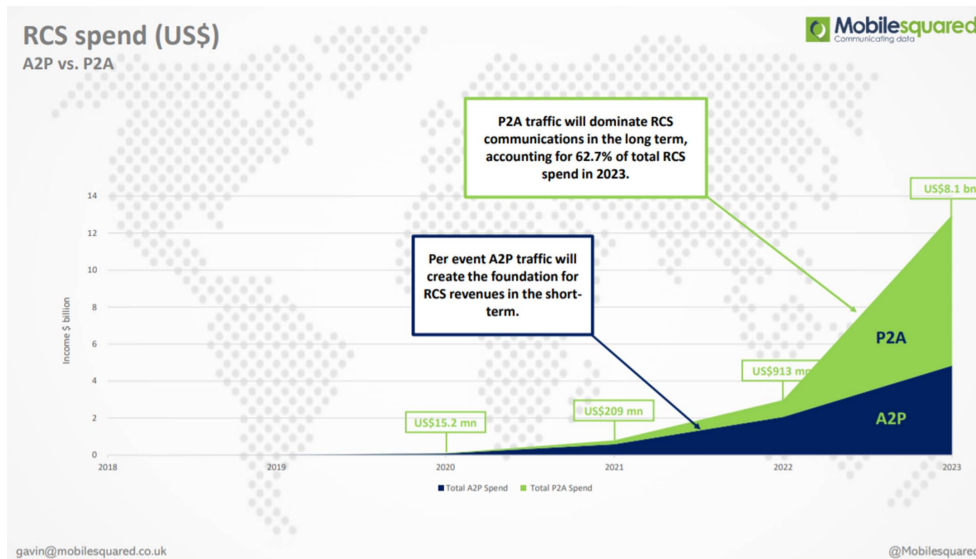 RCS spend (US$)
A2P vs. P2A
Mobilesquared
Communicating data
P2A traffic will dominate RCS
communications in the long term,
accounting for 62.7% of total RCS
spend in 2023.
US$8.1 bn
Per event A2P traffic will
create the foundation for
RCS revenues in the short-
term.
14
12
10
8
6
4
2
0
Income $ billion
US$15.2 mn
US$209 mn
US$913 mn
P2A
A2P
2018
2019
2020
2021
2022
2023
Total A2P Spend
Total P2A Spend
gavin@mobilesquared.co.uk
@Mobilesquared